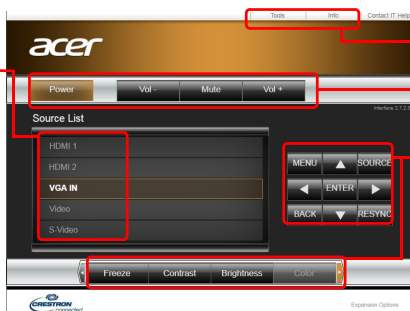 Tools Info Contact IT Help
acer
Power Vol - Mute Vol +
Interface 2.7.2.
Source List
HDMI 1
HDMI 2
VGA IN
Video
S-Video
MENU SOURCE
ENTER
BACK RESYNC
Freeze Contrast Brightness Color
CRESTRON
connected
Expansion Options